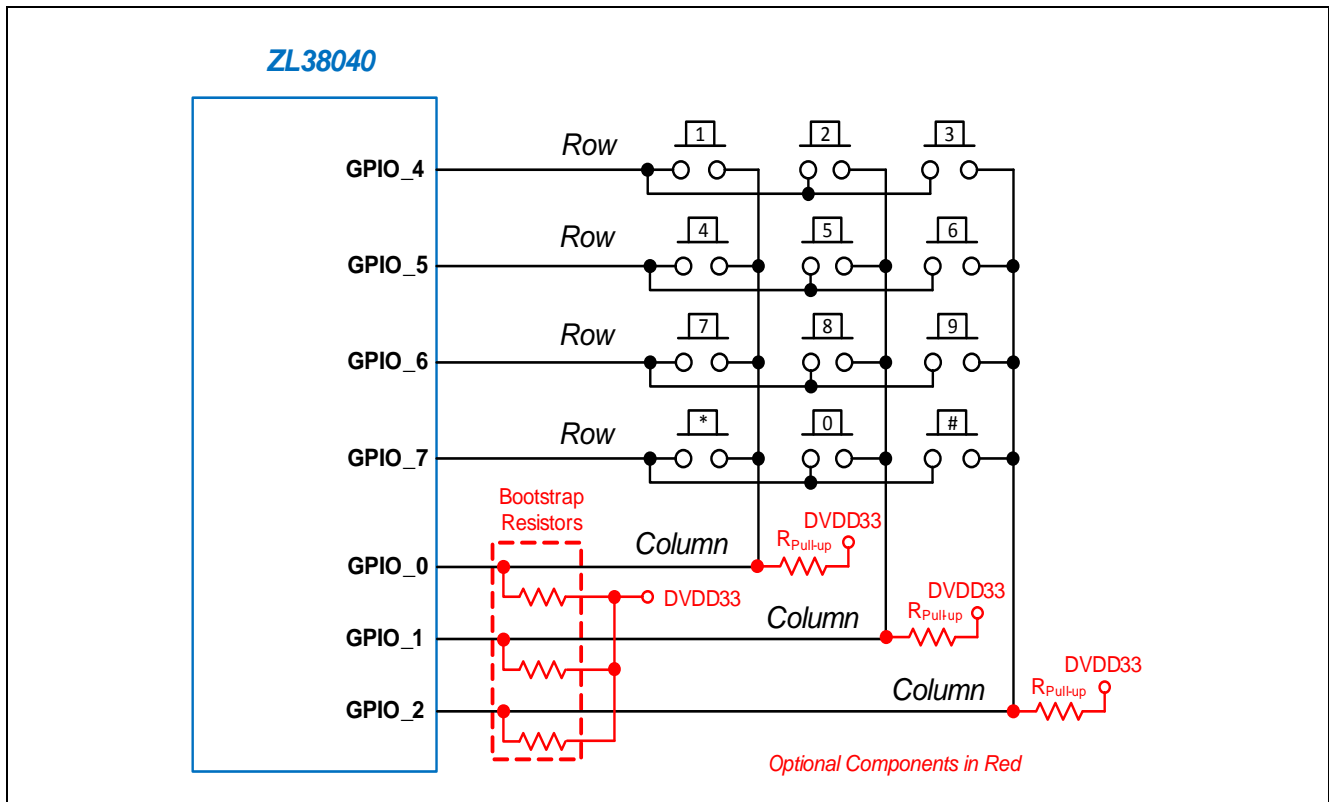 ZL38040
GPIO_4
Row
1
2
3
GPIO_5
Row
4
5
6
GPIO_6
Row
7
8
9
GPIO_7
Row
*
0
#
Bootstrap
Resistors
GPIO_0
Column
RPull-up
DVDD33
DVDD33
GPIO_1
Column
RPull-up
DVDD33
GPIO_2
Column
RPull-up
DVDD33
Optional Components in Red